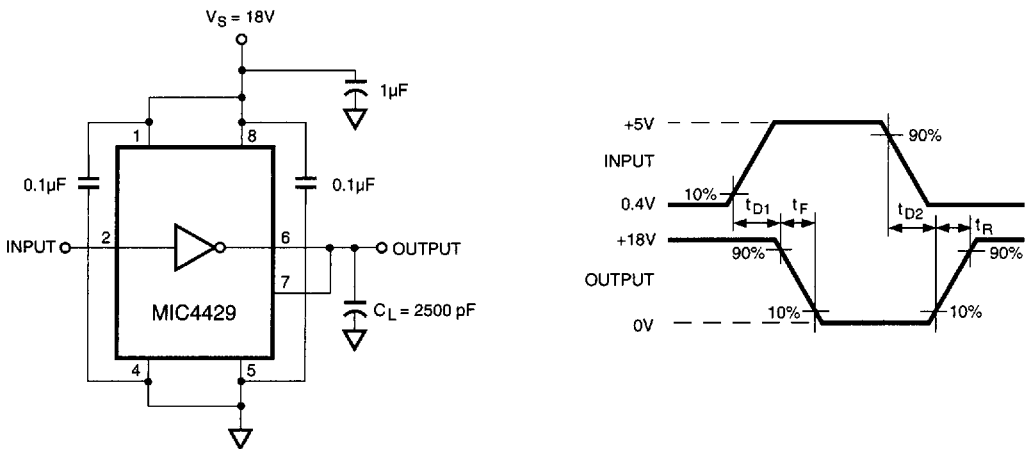 V_S = 18V
1µF
1
8
0.1µF
0.1µF
INPUT
2
6
OUTPUT
7
MIC4429
C_L = 2500 pF
4
5
+5V
90%
INPUT
10%
0.4V
t_D1
t_F
t_D2
t_R
+18V
90%
90%
OUTPUT
10%
10%
0V